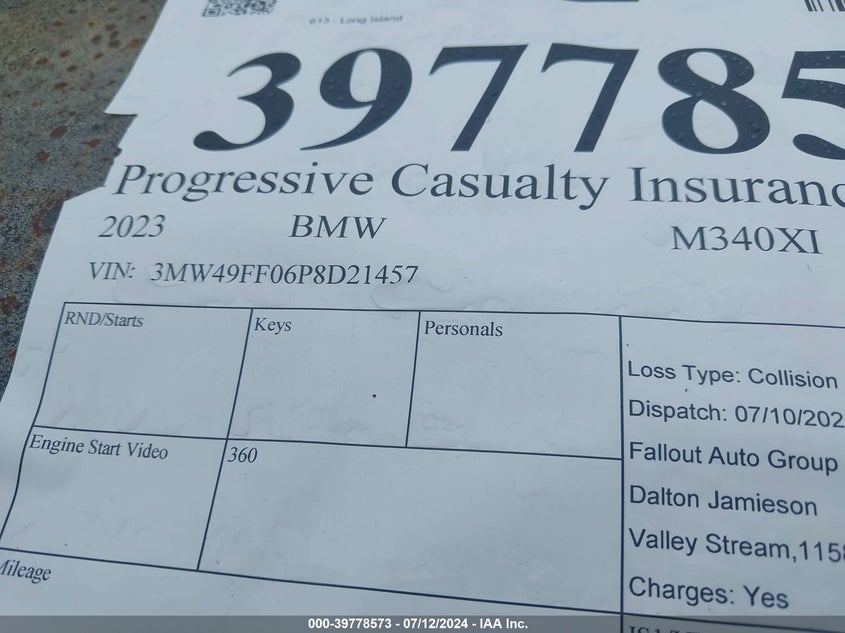 613 - Long Island
397785
Progressive Casualty Insuranc
2023 BMW M340XI
VIN: 3MW49FF06P8D21457
RND/Starts Keys Personals
Loss Type: Collision
Dispatch: 07/10/202
Engine Start Video 360
Fallout Auto Group
Dalton Jamieson
Valley Stream,1158
Mileage
Charges: Yes
000-39778573 - 07/12/2024 - IAA Inc.